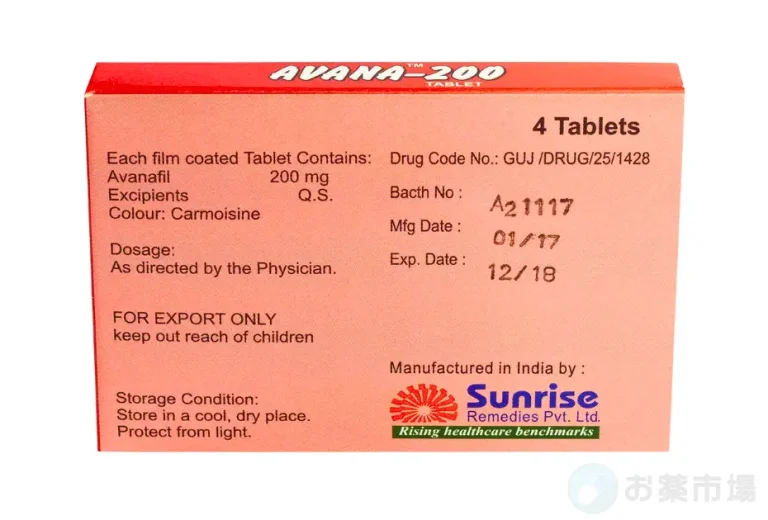 AVANA-200™
TABLET
4 Tablets
Each film coated Tablet Contains:
Avanafil 200 mg
Excipients Q.S.
Colour: Carmoisine
Dosage:
As directed by the Physician.
FOR EXPORT ONLY
keep out reach of children
Storage Condition:
Store in a cool, dry place.
Protect from light.
Drug Code No.: GUJ /DRUG/25/1428
Bacth No : A21117
Mfg Date : 01/17
Exp. Date : 12/18
Manufactured in India by :
Sunrise
Remedies Pvt. Ltd.
Rising healthcare benchmarks
お薬市場